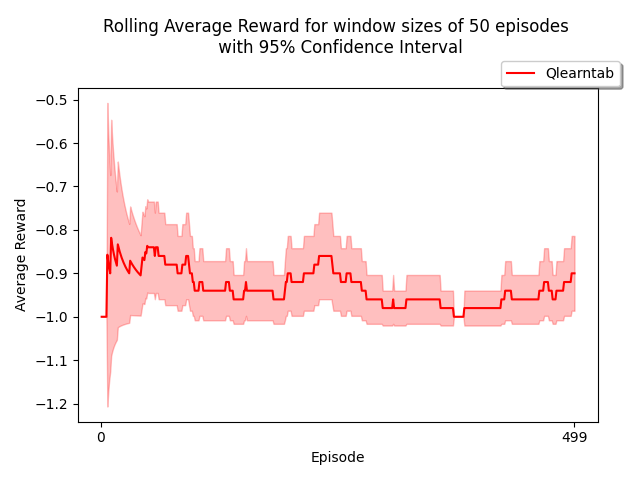 Rolling Average Reward for window sizes of 50 episodes
with 95% Confidence Interval
Qlearntab
−0.5
−0.6
−0.7
−0.8
−0.9
−1.0
−1.1
−1.2
Average Reward
0
499
Episode